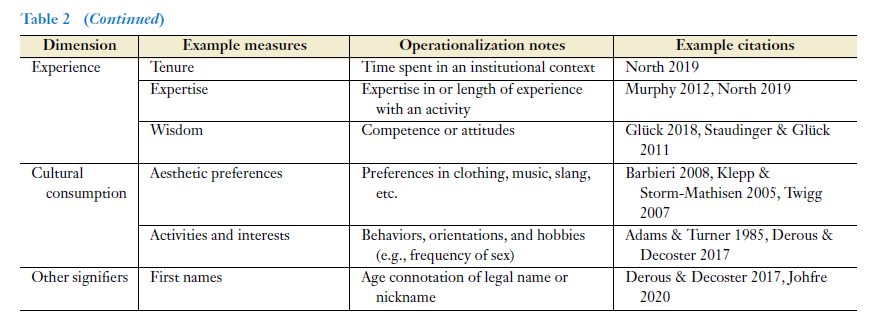 Table 2 (Continued)
Dimension Example measures Operationalization notes Example citations
Experience Tenure Time spent in an institutional context North 2019
Expertise Expertise in or length of experience Murphy 2012, North 2019
with an activity
Wisdom Competence or attitudes Glück 2018, Staudinger & Glück
2011
Cultural Aesthetic preferences Preferences in clothing, music, slang, Barbieri 2008, Klepp &
consumption etc. Storm-Mathisen 2005, Twigg
2007
Activities and interests Behaviors, orientations, and hobbies Adams & Turner 1985, Derous &
(e.g., frequency of sex) Decoster 2017
Other signifiers First names Age connotation of legal name or Derous & Decoster 2017, Johfre
nickname 2020